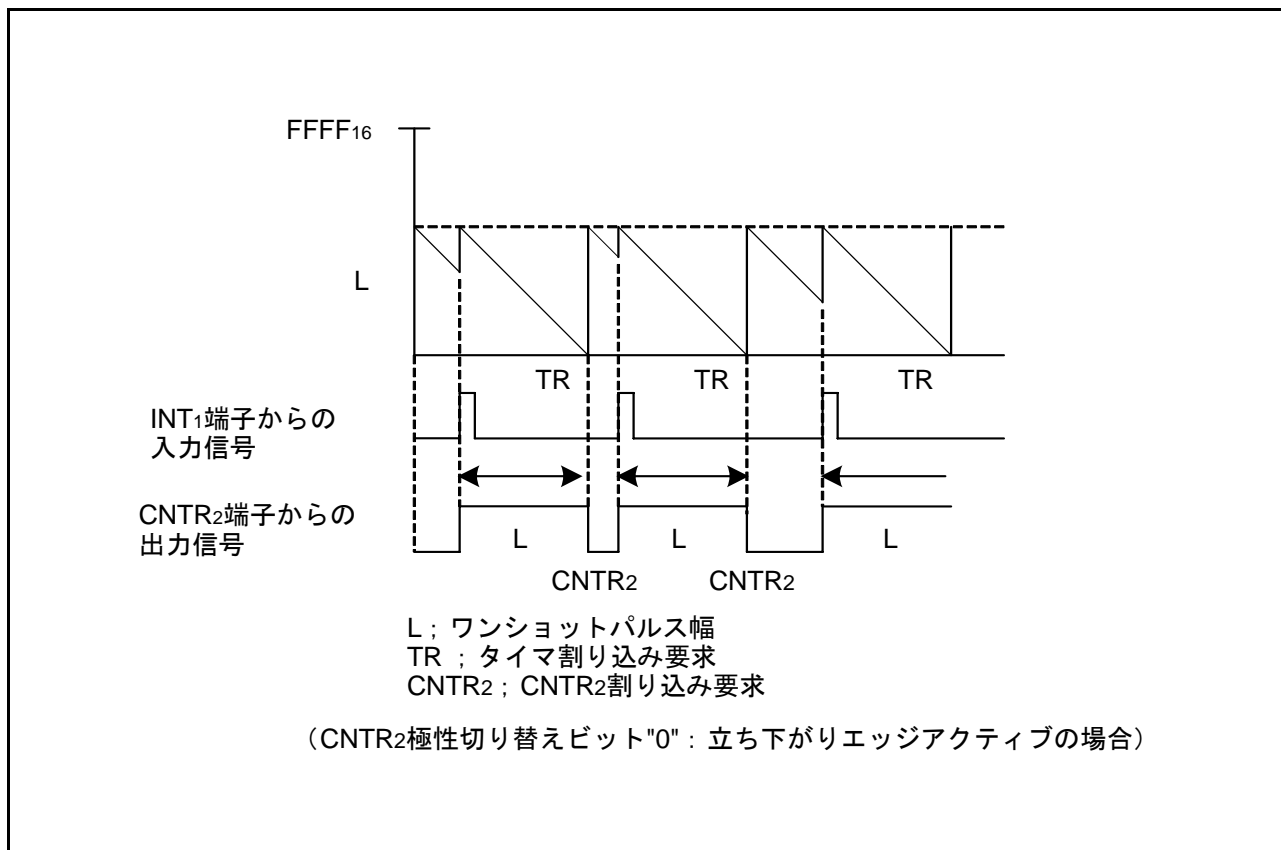 FFFF16
L
TR TR TR
INT1端子からの
入力信号
CNTR2端子からの
出力信号
L L L
CNTR2 CNTR2
L；ワンショットパルス幅
TR ；タイマ割り込み要求
CNTR2；CNTR2割り込み要求
（CNTR2極性切り替えビット"0"：立ち下がりエッジアクティブの場合）